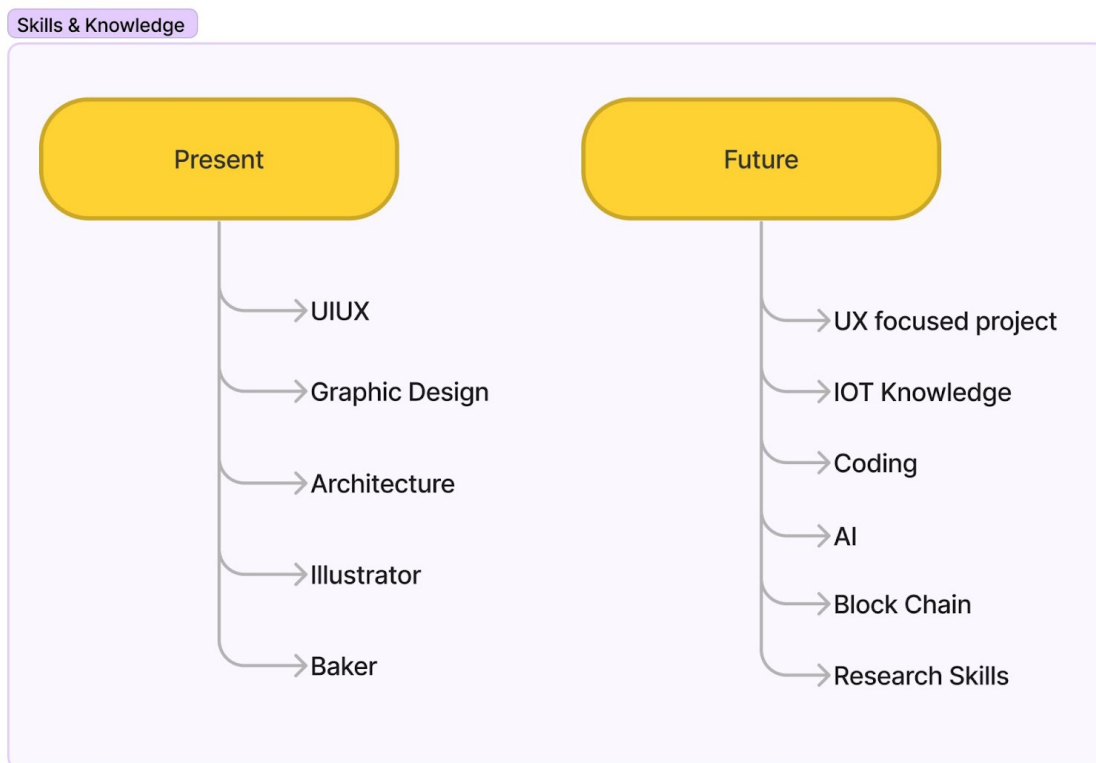 Skills & Knowledge
Present
UIUX
Graphic Design
Architecture
Illustrator
Baker
Future
UX focused project
IOT Knowledge
Coding
AI
Block Chain
Research Skills